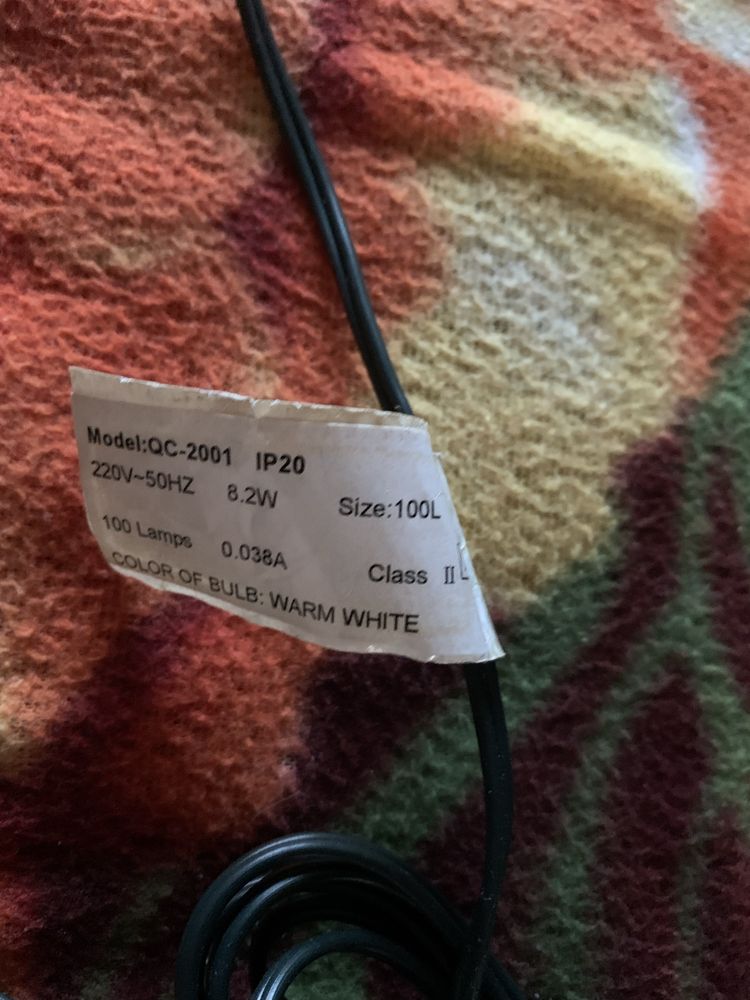 Model:QC-2001 IP20
220V~50HZ 8.2W Size:100L
100 Lamps 0.038A Class II
COLOR OF BULB: WARM WHITE